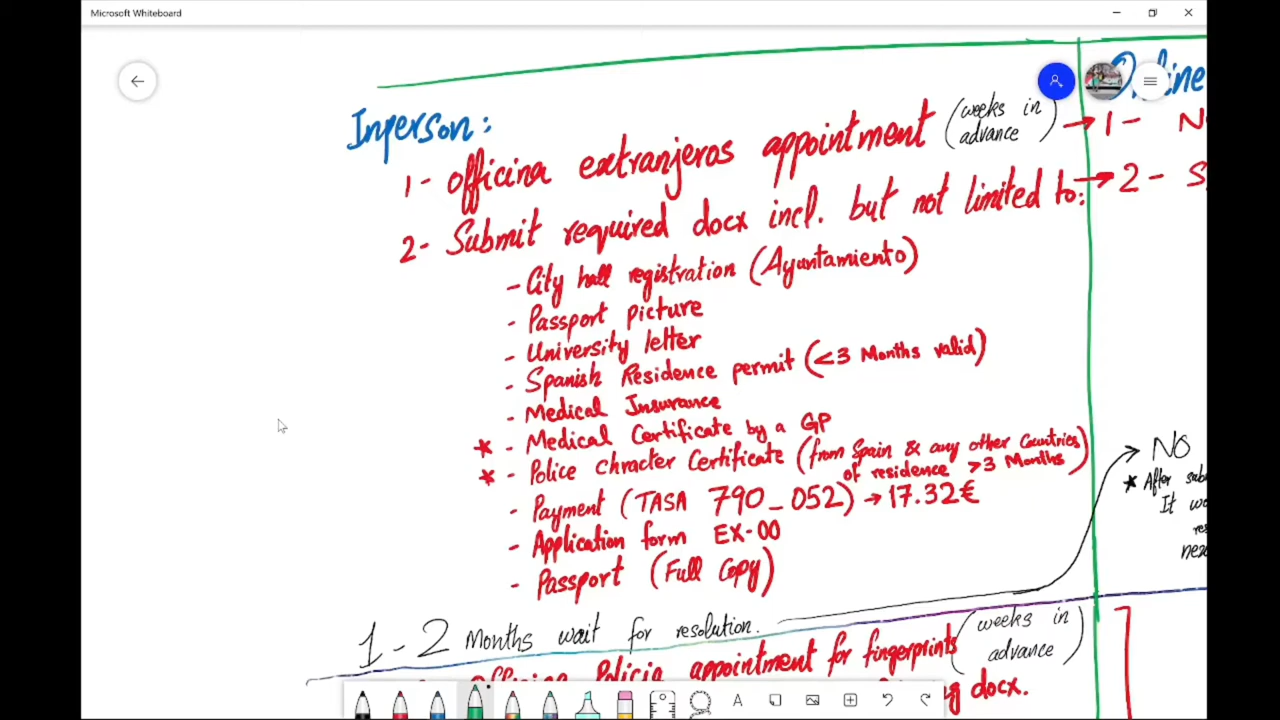 Microsoft Whiteboard
Inperson:
1- officina extranjeros appointment (weeks in advance)
2- Submit required docx incl. but not limited to:
- City hall registration (Ayuntamiento)
- Passport picture
- University letter
- Spanish Residence permit (<3 Months valid)
- Medical Insurance
* - Medical Certificate by a GP
* - Police chracter Certificate (from Spain & any other Countries of residence >3 Months)
- Payment (TASA 790_052) → 17.32€
- Application form EX-00
- Passport (Full Copy)
1-2 Months wait for resolution.
officina Policia appointment for fingerprints (weeks in advance)
docx.
Online
→ 1-
→ 2-
NO
* After
It